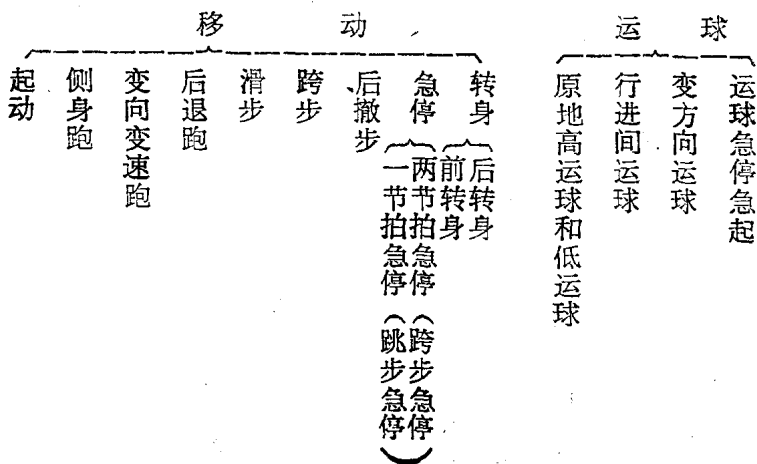 移动
起动
侧身跑
变向变速跑
后退跑
滑步
跨步
后撤步
急停
一节拍急停（跳步急停）
两节拍急停（跨步急停）
转身
前转身
后转身
运球
原地高运球和低运球
行进间运球
变方向运球
运球急停急起